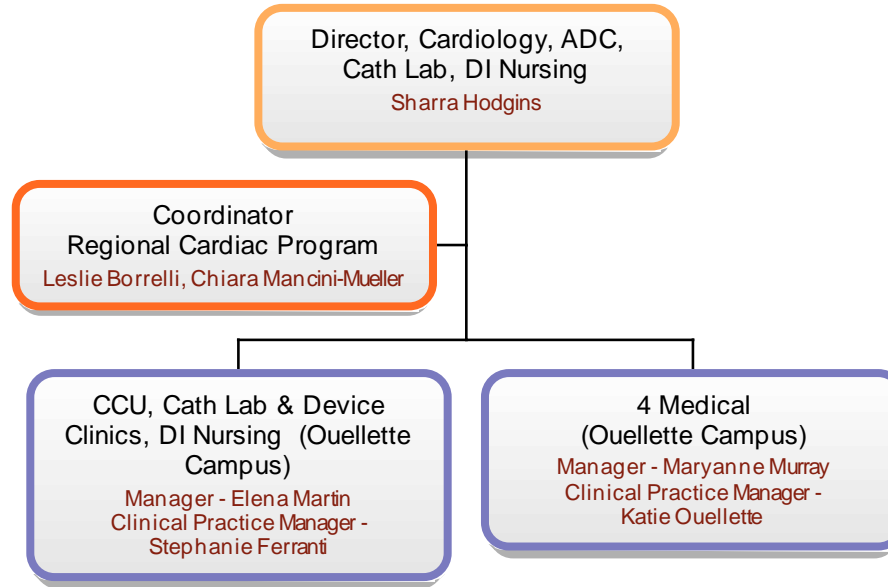 Director, Cardiology, ADC,
Cath Lab, DI Nursing
Sharra Hodgins
Coordinator
Regional Cardiac Program
Leslie Borrelli, Chiara Mancini-Mueller
CCU, Cath Lab & Device
Clinics, DI Nursing (Ouellette
Campus)
Manager - Elena Martin
Clinical Practice Manager -
Stephanie Ferranti
4 Medical
(Ouellette Campus)
Manager - Maryanne Murray
Clinical Practice Manager -
Katie Ouellette